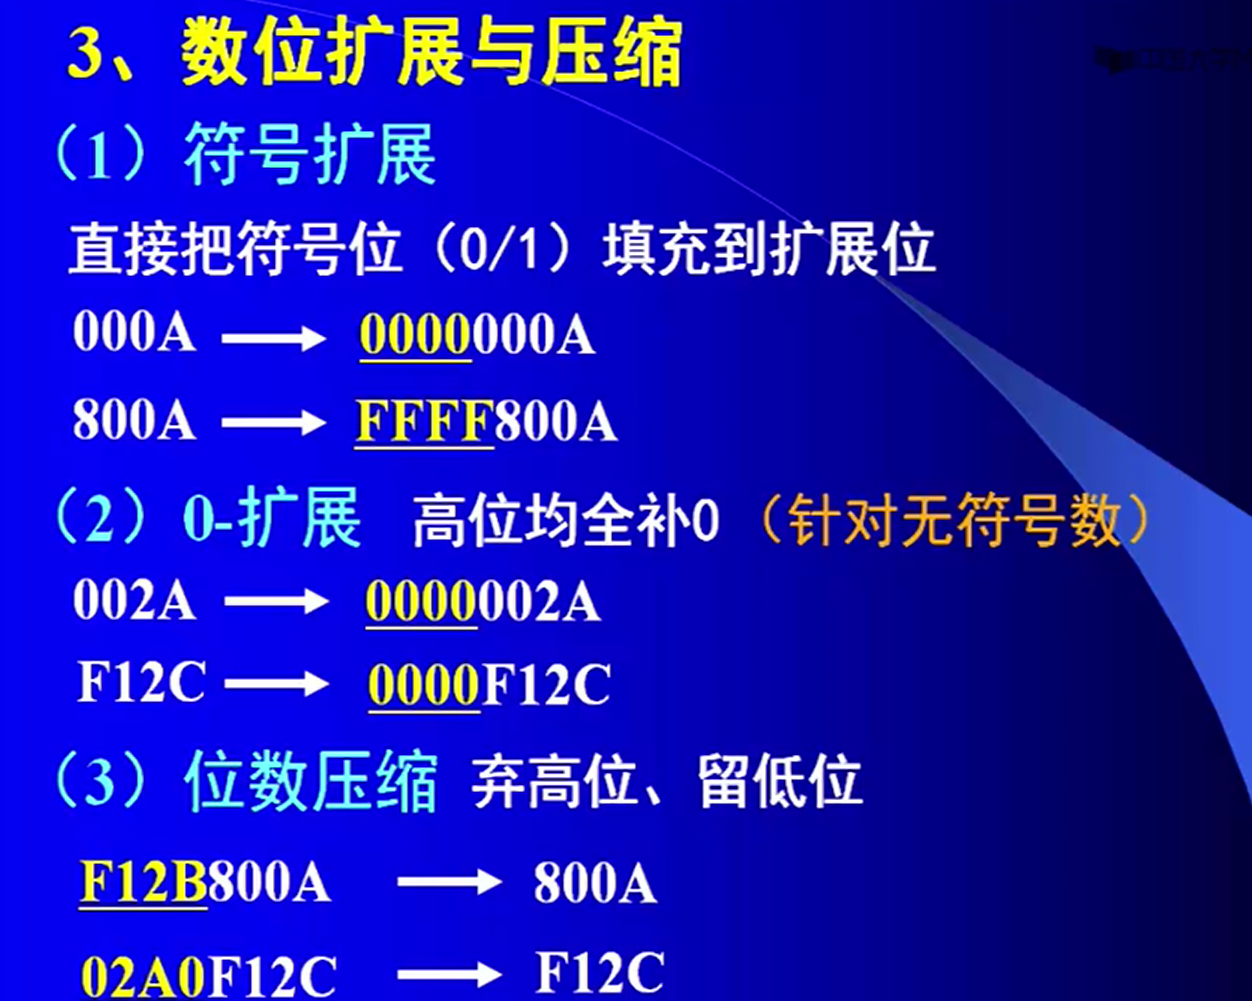 3、数位扩展与压缩
（1）符号扩展
直接把符号位（0/1）填充到扩展位
000A → 0000000A
800A → FFFF800A
（2）0-扩展 高位均全补0（针对无符号数）
002A → 0000002A
F12C → 0000F12C
（3）位数压缩 弃高位、留低位
F12B800A → 800A
02A0F12C → F12C